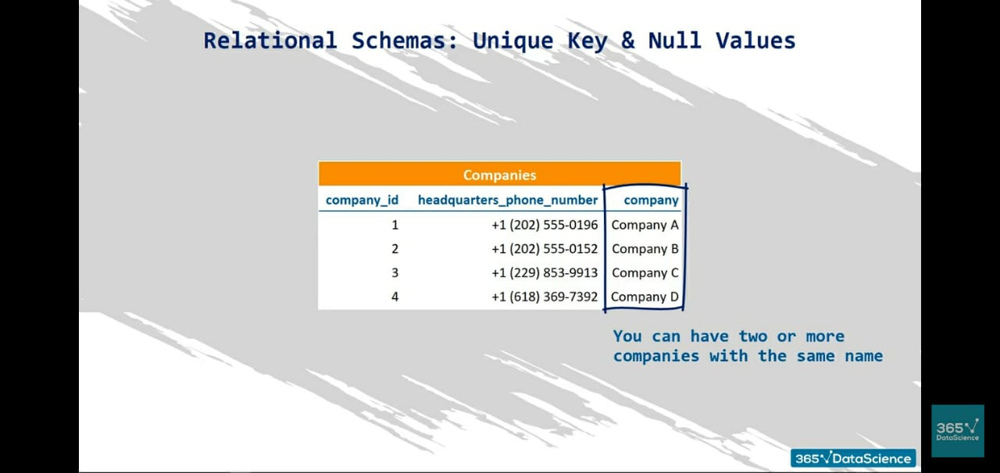 Relational Schemas: Unique Key & Null Values
Companies
company_id headquarters_phone_number company
1 +1 (202) 555-0196 Company A
2 +1 (202) 555-0152 Company B
3 +1 (229) 853-9913 Company C
4 +1 (618) 369-7392 Company D
You can have two or more
companies with the same name
365
DataScience
365 DataScience